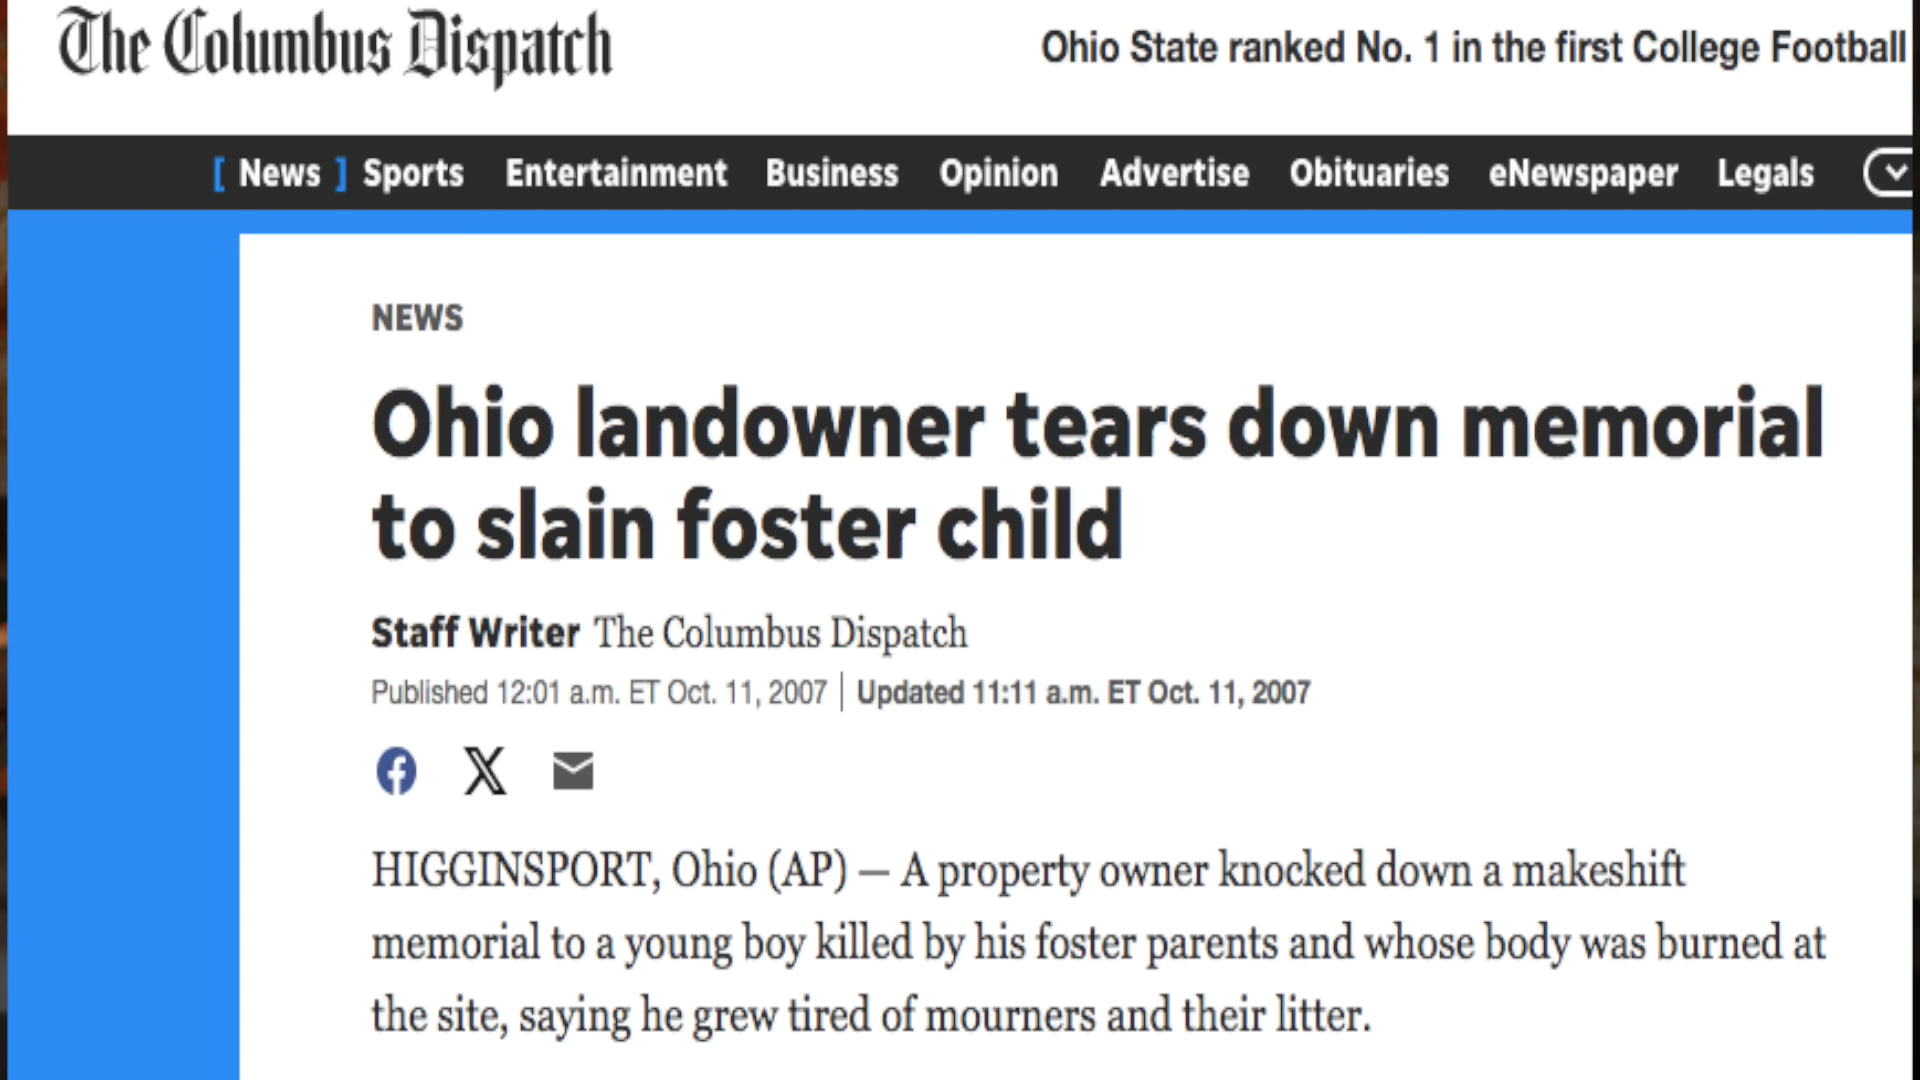 The Columbus Dispatch
Ohio State ranked No. 1 in the first College Football
[ News ] Sports Entertainment Business Opinion Advertise Obituaries eNewspaper Legals
NEWS
Ohio landowner tears down memorial
to slain foster child
Staff Writer The Columbus Dispatch
Published 12:01 a.m. ET Oct. 11, 2007 | Updated 11:11 a.m. ET Oct. 11, 2007
HIGGINSPORT, Ohio (AP) — A property owner knocked down a makeshift
memorial to a young boy killed by his foster parents and whose body was burned at
the site, saying he grew tired of mourners and their litter.